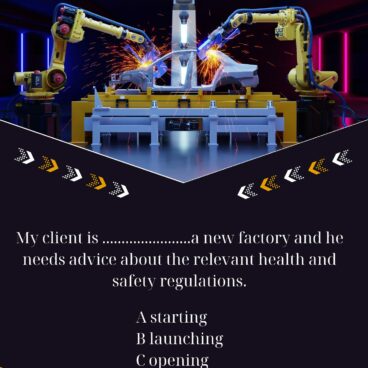 My client is .......................a new factory and he
needs advice about the relevant health and
safety regulations.
A starting
B launching
C opening